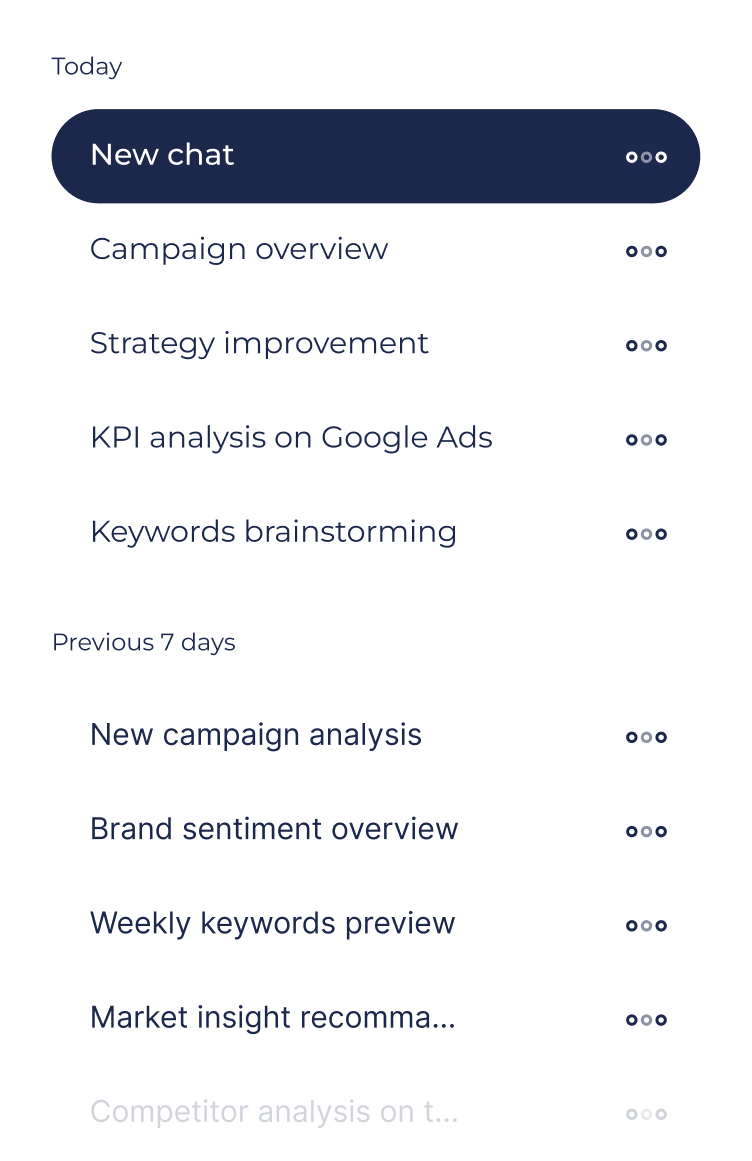 Today
New chat
Campaign overview
Strategy improvement
KPI analysis on Google Ads
Keywords brainstorming
Previous 7 days
New campaign analysis
Brand sentiment overview
Weekly keywords preview
Market insight recomma...
Competitor analysis on t...